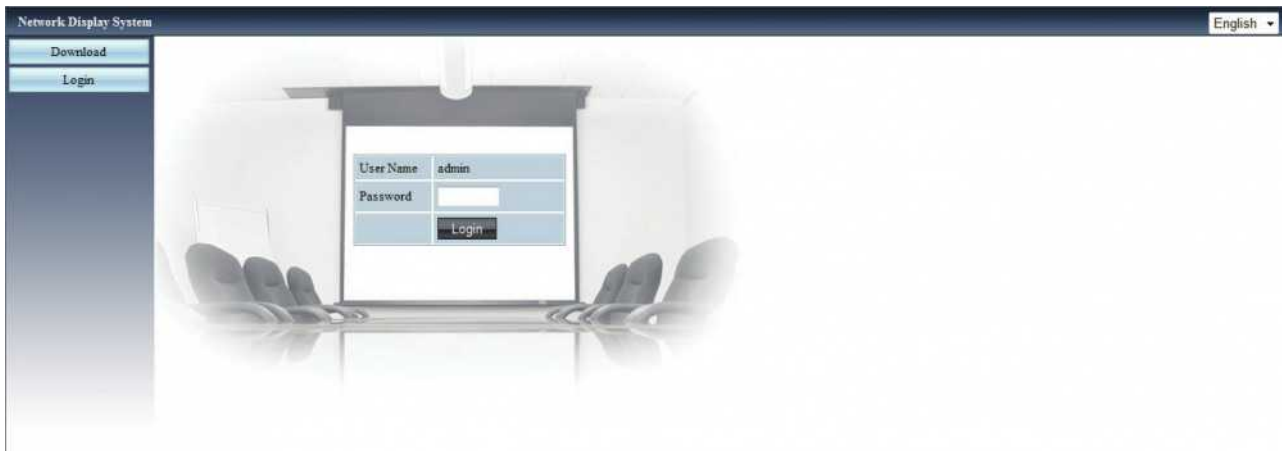 Network Display System
English
Download
Login
User Name admin
Password
Login